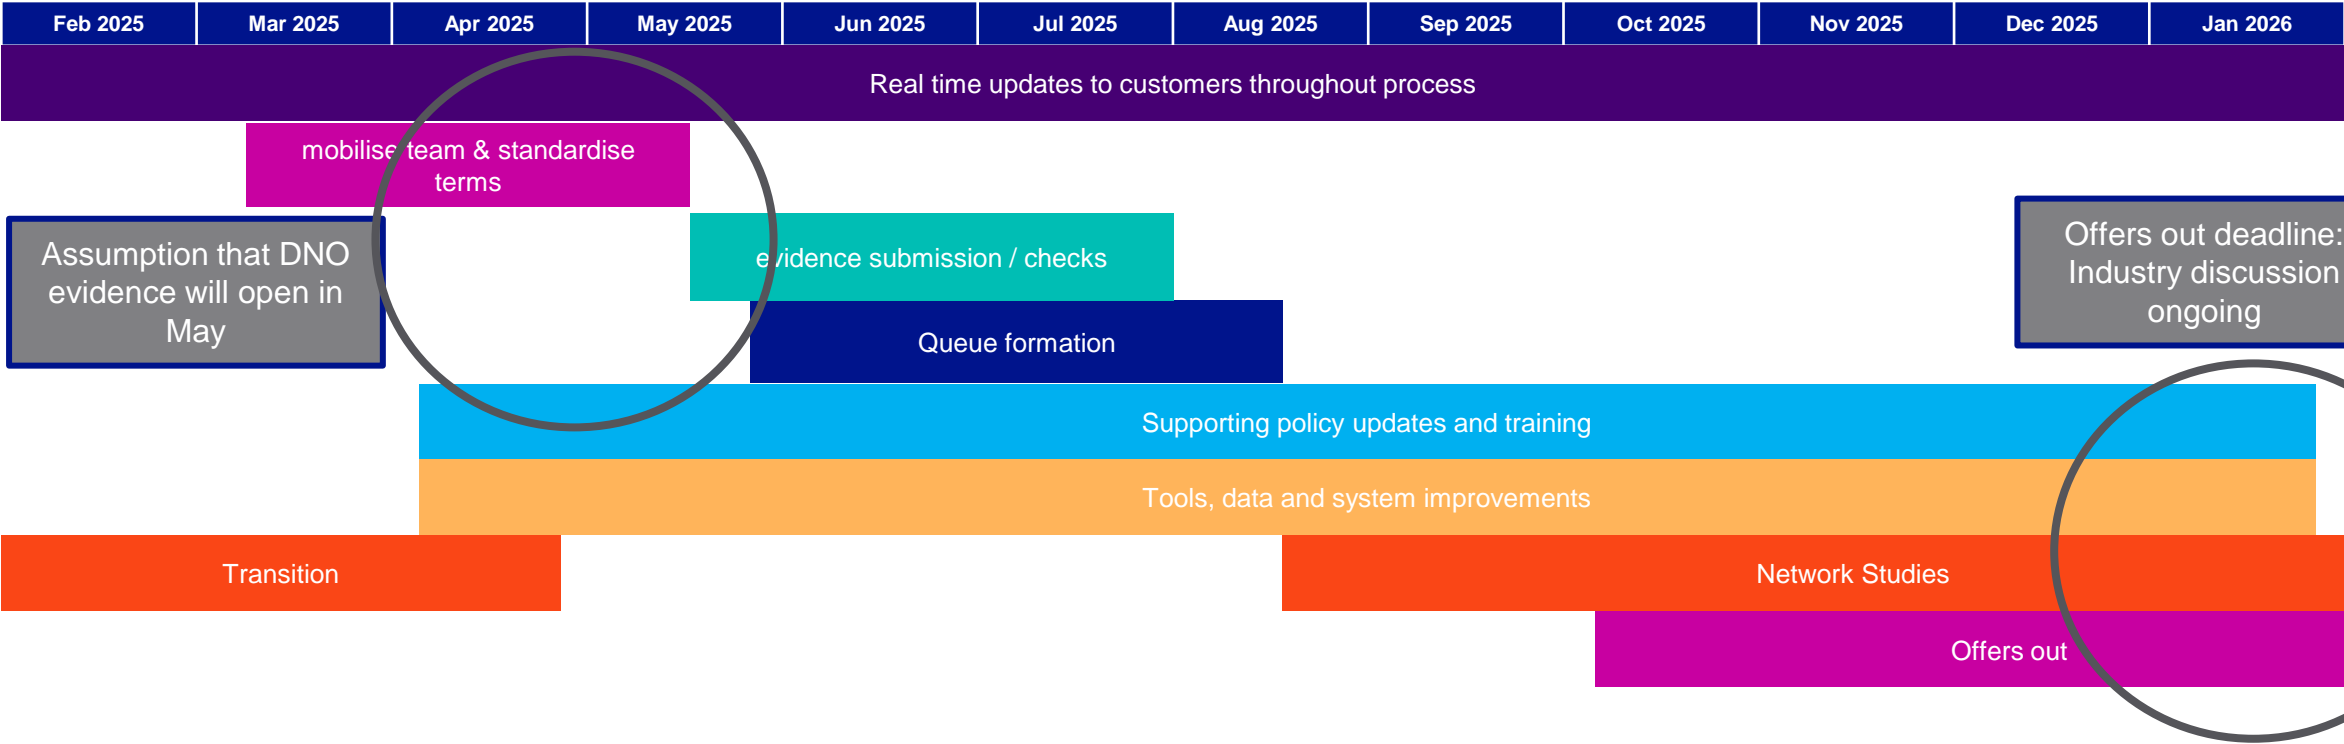 Feb 2025 Mar 2025 Apr 2025 May 2025 Jun 2025 Jul 2025 Aug 2025 Sep 2025 Oct 2025 Nov 2025 Dec 2025 Jan 2026
Real time updates to customers throughout process
mobilise team & standardise
terms
Assumption that DNO
evidence will open in
May
evidence submission / checks
Offers out deadline:
Industry discussion
ongoing
Queue formation
Supporting policy updates and training
Tools, data and system improvements
Transition
Network Studies
Offers out